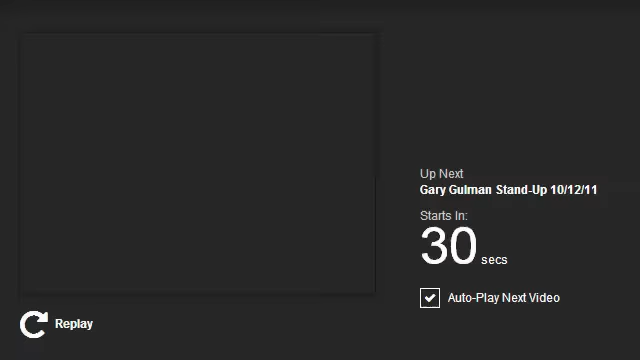 Up Next
Gary Gulman Stand-Up 10/12/11
Starts In:
30 secs
Auto-Play Next Video
Replay